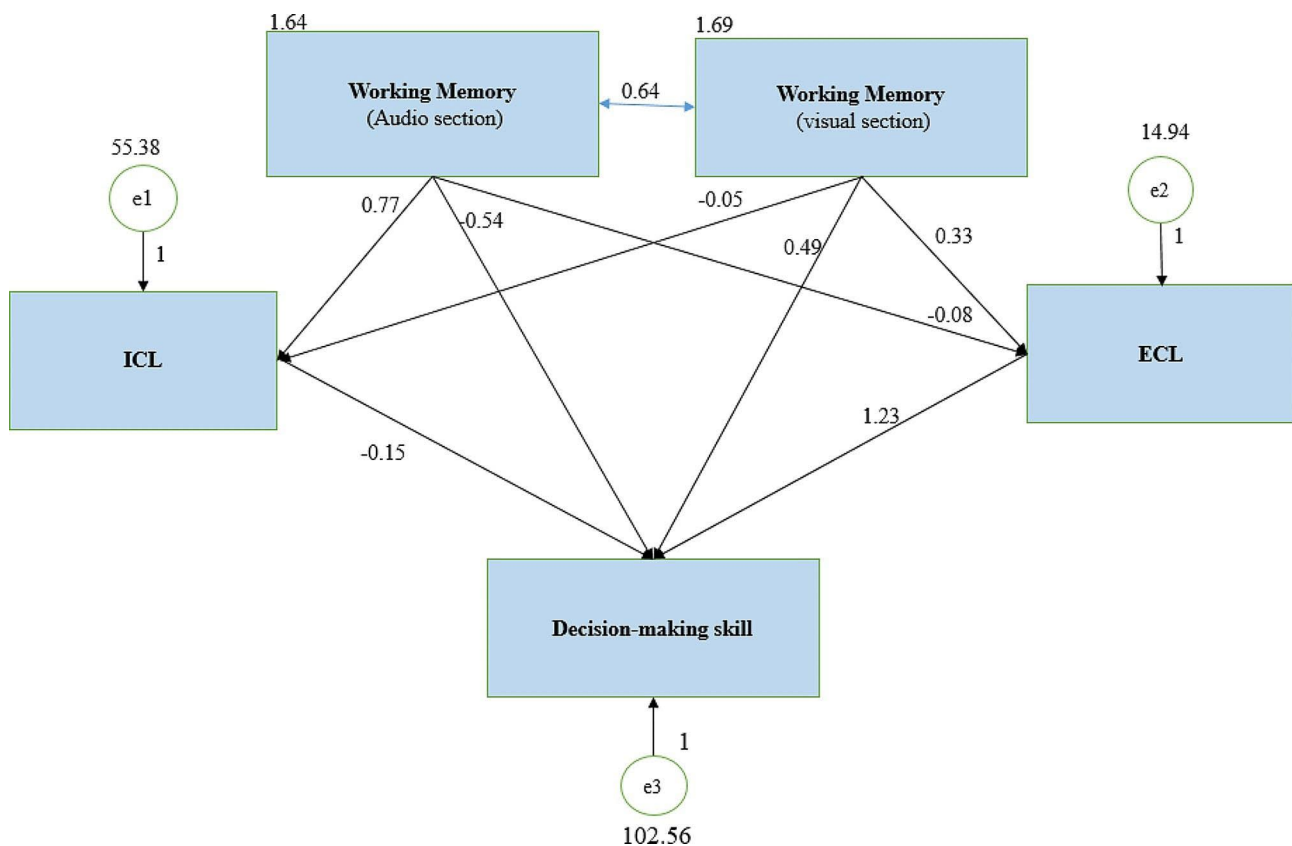 1.64
1.69
Working Memory
(Audio section)
0.64
Working Memory
(visual section)
55.38
14.94
e1
e2
0.77
-0.54
-0.05
0.49
0.33
1
1
-0.08
ICL
ECL
-0.15
1.23
Decision-making skill
1
e3
102.56